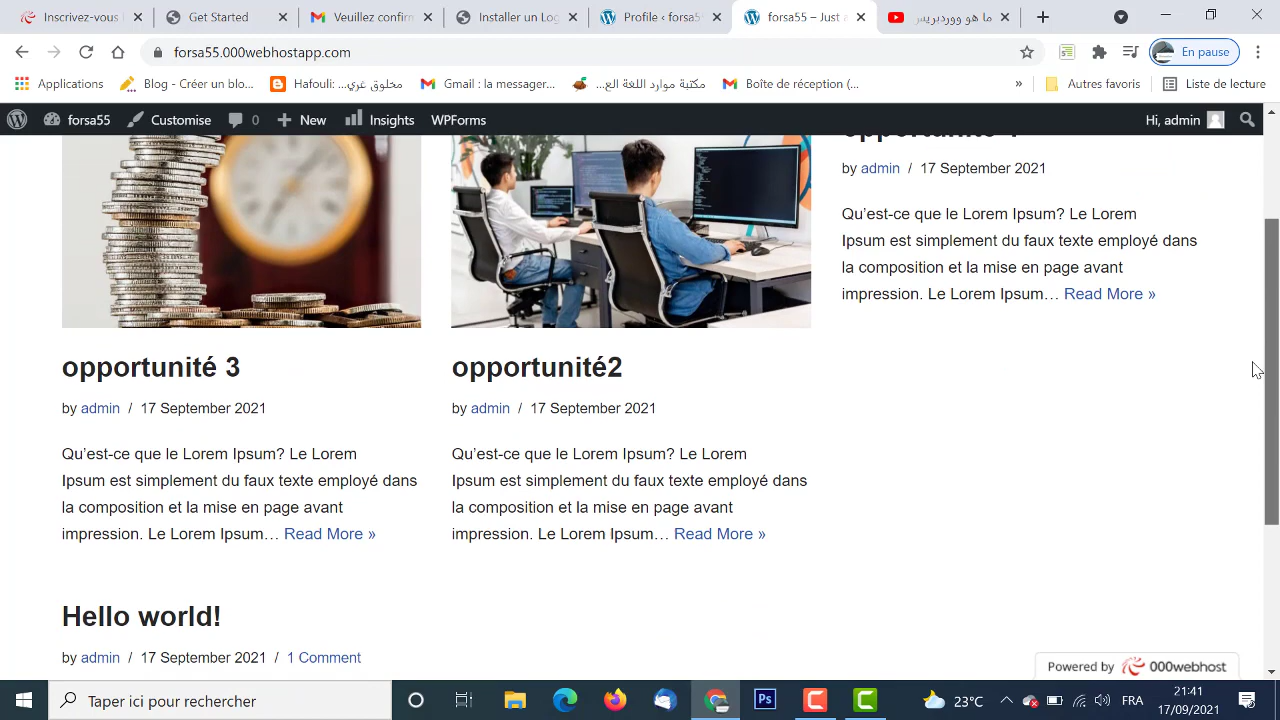 Inscrivez-vous
Get Started
Veuillez confirm
Installer un Log
Profile ‹ forsa5
forsa55 – Just a
ما هو ووردبريس
forsa55.000webhostapp.com
En pause
Applications
Blog - Créer un blo...
Hafouli: مخلوق غري...
Gmail : la messager...
مكتبة موارد اللغة الع...
Boîte de réception (...
»
Autres favoris
Liste de lecture
forsa55
Customise
0
New
Insights
WPForms
Hi, admin
by admin / 17 September 2021
Qu’est-ce que le Lorem Ipsum? Le Lorem
Ipsum est simplement du faux texte employé dans
la composition et la mise en page avant
impression. Le Lorem Ipsum… Read More »
opportunité 3
by admin / 17 September 2021
Qu’est-ce que le Lorem Ipsum? Le Lorem
Ipsum est simplement du faux texte employé dans
la composition et la mise en page avant
impression. Le Lorem Ipsum… Read More »
opportunité2
by admin / 17 September 2021
Qu’est-ce que le Lorem Ipsum? Le Lorem
Ipsum est simplement du faux texte employé dans
la composition et la mise en page avant
impression. Le Lorem Ipsum… Read More »
Hello world!
by admin / 17 September 2021 / 1 Comment
Powered by 000webhost
Taper ici pour rechercher
Ps
23°C
FRA
21:41
17/09/2021